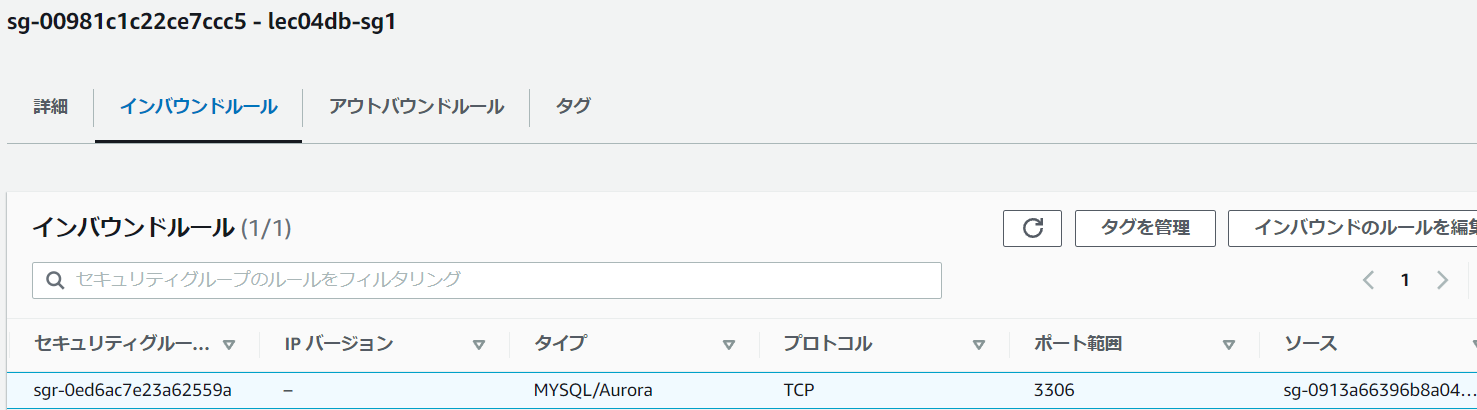 sg-00981c1c22ce7ccc5 - lec04db-sg1
詳細 インバウンドルール アウトバウンドルール タグ
インバウンドルール (1/1) タグを管理 インバウンドのルールを編集
セキュリティグループのルールをフィルタリング 1
セキュリティグルー... IP バージョン タイプ プロトコル ポート範囲 ソース
sgr-0ed6ac7e23a62559a – MYSQL/Aurora TCP 3306 sg-0913a66396b8a04...